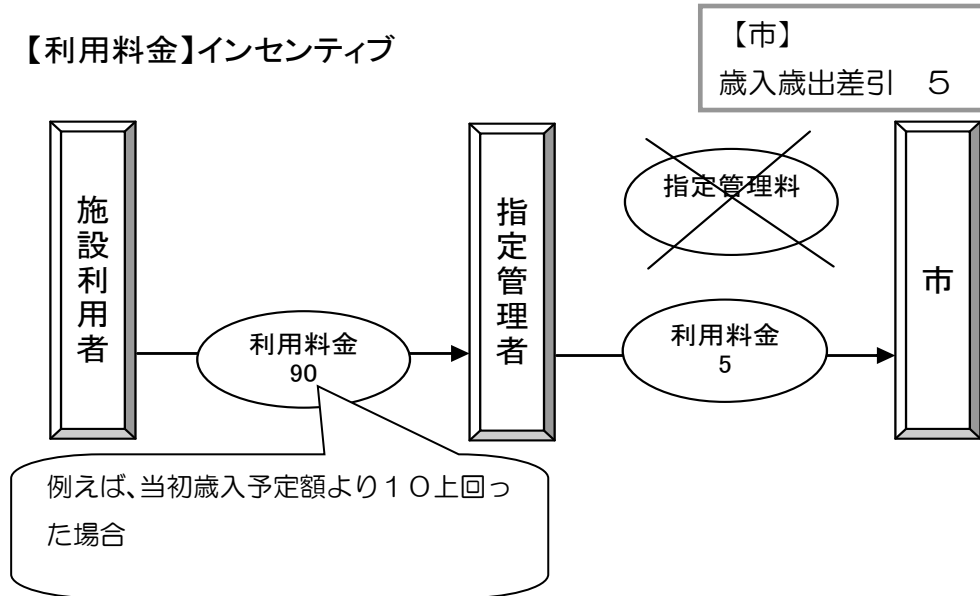 【利用料金】インセンティブ
【市】
歳入歳出差引　５
施設利用者
利用料金
90
指定管理者
指定管理料
利用料金
5
市
例えば、当初歳入予定額より１０上回っ
た場合